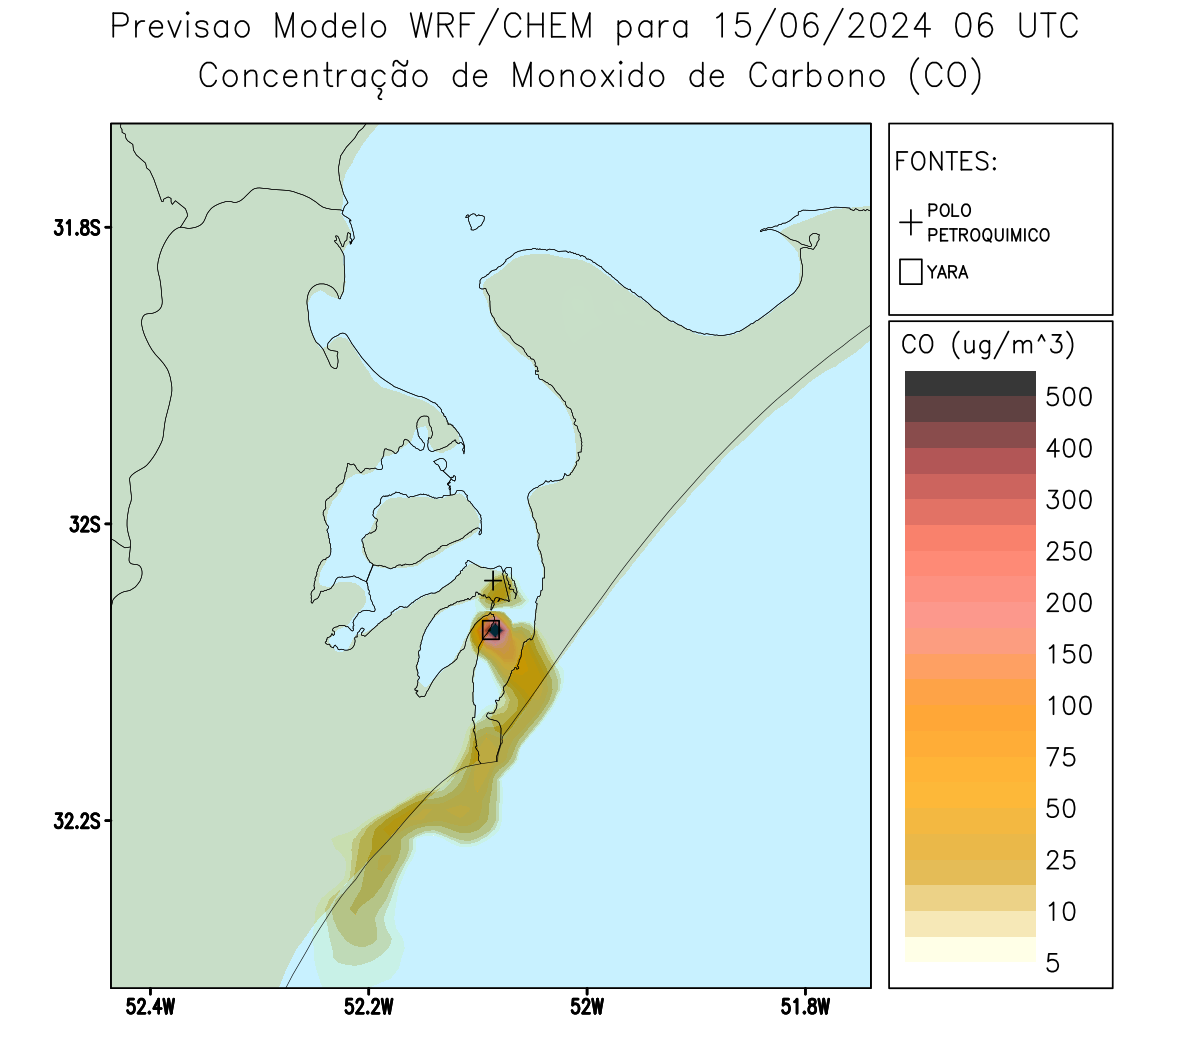 Previsao Modelo WRF/CHEM para 15/06/2024 06 UTC
Concentração de Monoxido de Carbono (CO)
FONTES:
POLO
PETROQUIMICO
YARA
CO (ug/m^3)
500
400
300
250
200
150
100
75
50
25
10
5
31.8S
32S
32.2S
52.4W
52.2W
52W
51.8W